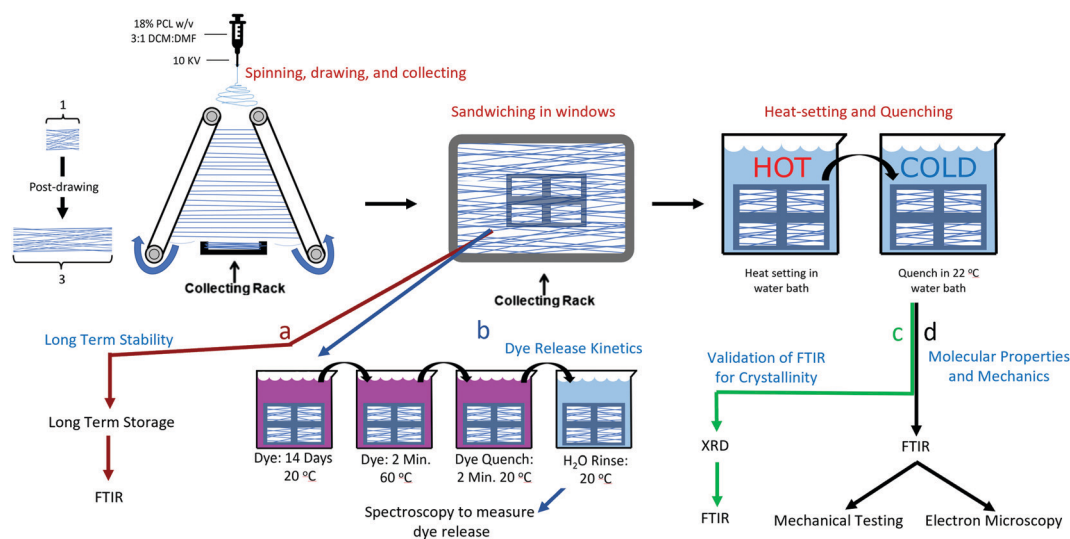 18% PCL w/v
3:1 DCM:DMF
10 KV
Spinning, drawing, and collecting
1
Post-drawing
3
Collecting Rack
Sandwiching in windows
Collecting Rack
Heat-setting and Quenching
HOT
COLD
Heat setting in
water bath
Quench in 22 °C
water bath
a
Long Term Stability
Long Term Storage
FTIR
b
Dye Release Kinetics
Dye: 14 Days
20 °C
Dye: 2 Min.
60 °C
Dye Quench:
2 Min. 20 °C
H₂O Rinse:
20 °C
Spectroscopy to measure
dye release
c
Validation of FTIR
for Crystallinity
XRD
FTIR
d
Molecular Properties
and Mechanics
FTIR
Mechanical Testing
Electron Microscopy